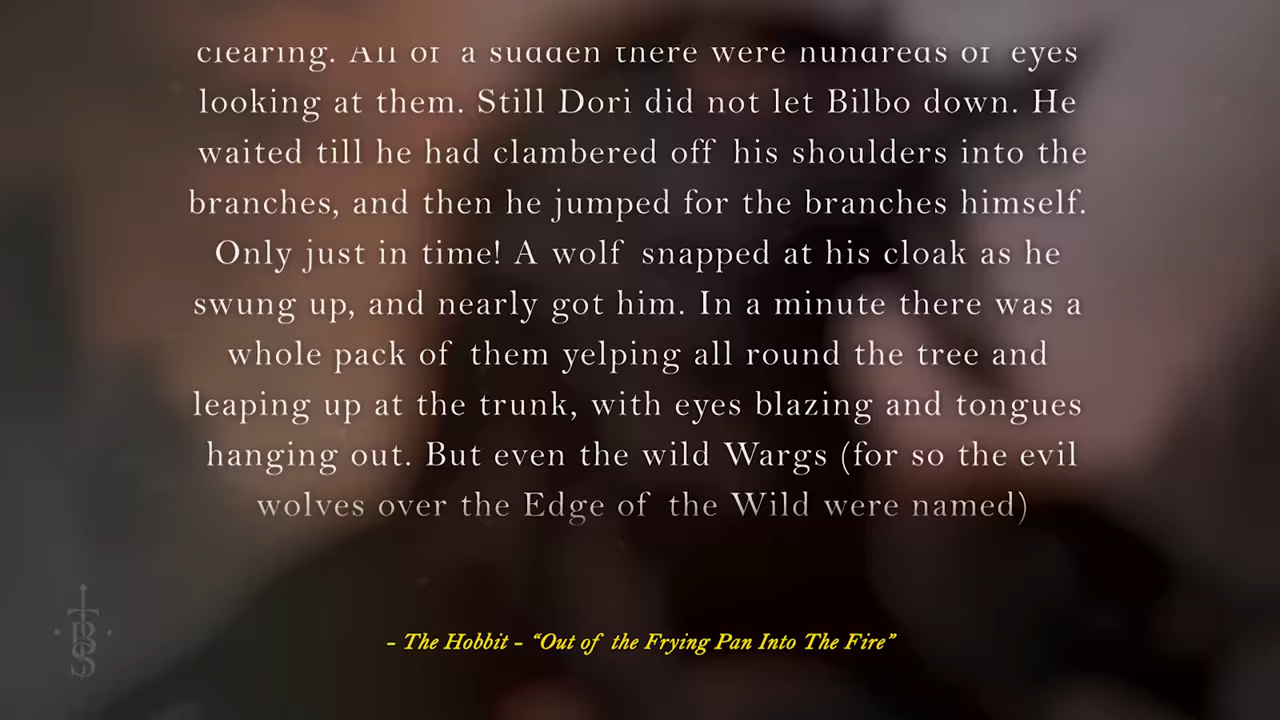 clearing. All of a sudden there were hundreds of eyes
looking at them. Still Dori did not let Bilbo down. He
waited till he had clambered off his shoulders into the
branches, and then he jumped for the branches himself.
Only just in time! A wolf snapped at his cloak as he
swung up, and nearly got him. In a minute there was a
whole pack of them yelping all round the tree and
leaping up at the trunk, with eyes blazing and tongues
hanging out. But even the wild Wargs (for so the evil
wolves over the Edge of the Wild were named)
– The Hobbit – “Out of the Frying Pan Into The Fire”